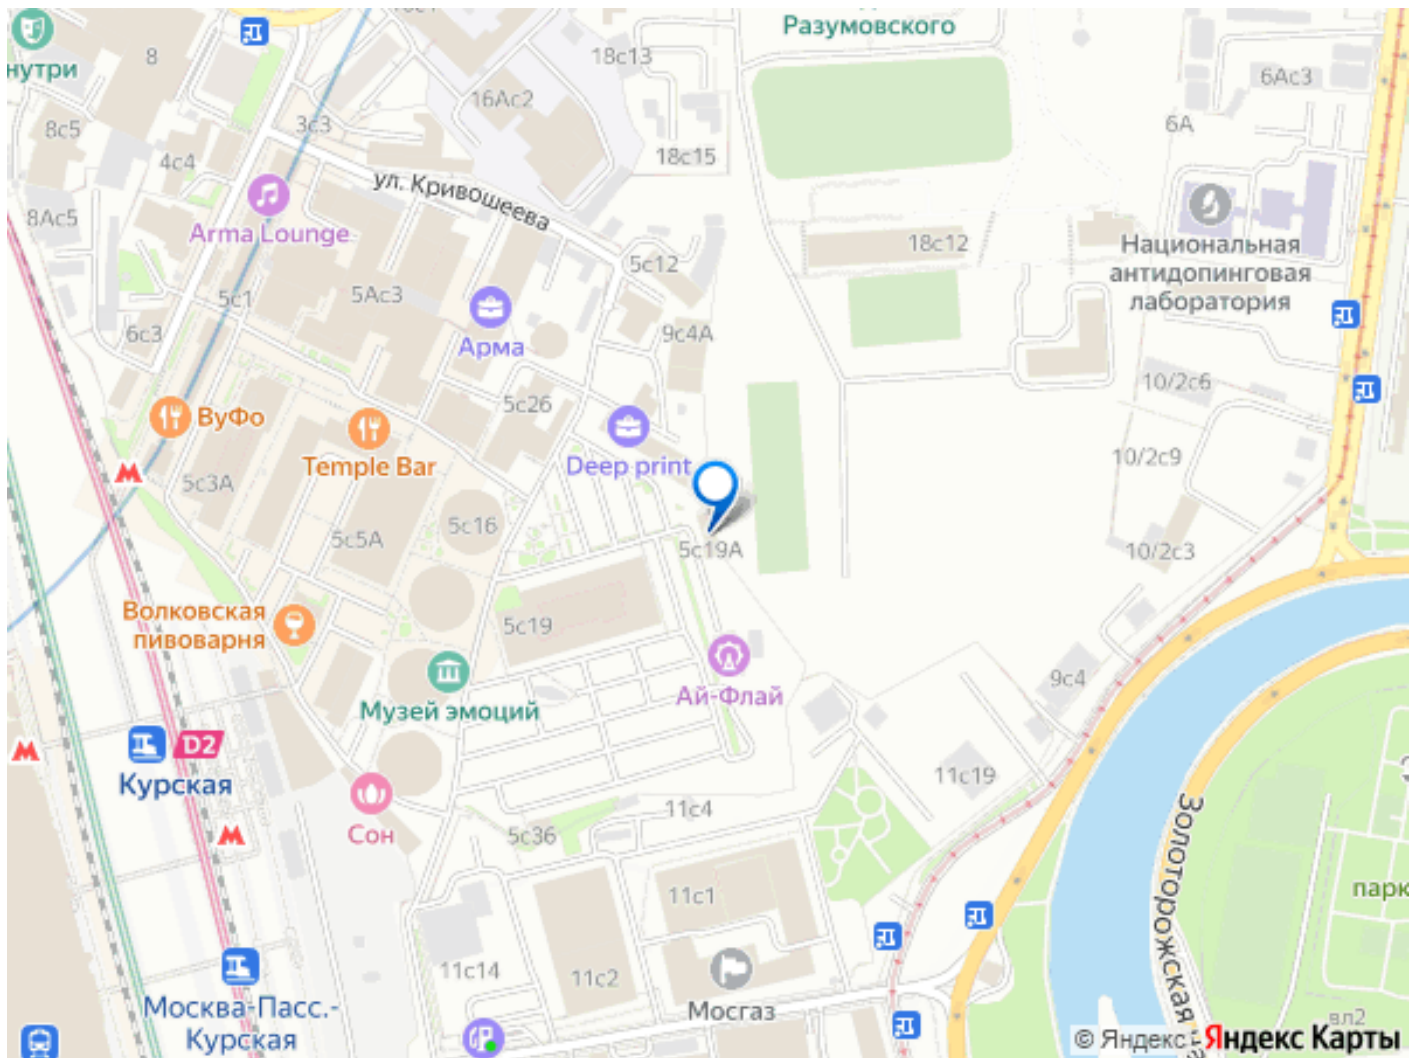 Разумовского
нутри
8
18с13
16Ас2
6Ас3
6А
8с5
3с3
4с4
18с15
ул. Кривошеева
8Ас5
Arma Lounge
18с12
Национальная
антидопинговая
лаборатория
5с12
5с1
5Ас3
6с3
Арма
9с4А
10/2с6
5с26
ВуФо
Temple Bar
Deep print
10/2с9
5с3А
5с16
5с5А
5с19А
10/2с3
Волковская
пивоварня
5с19
Музей эмоций
Ай-Флай
9с4
D2
Курская
11с19
Сон
5с36
11с4
11с1
парк
11с14
11с2
Золоторожская
Мосгаз
Москва-Пасс.-
Курская
вл2
© Яндекс Яндекс Карты